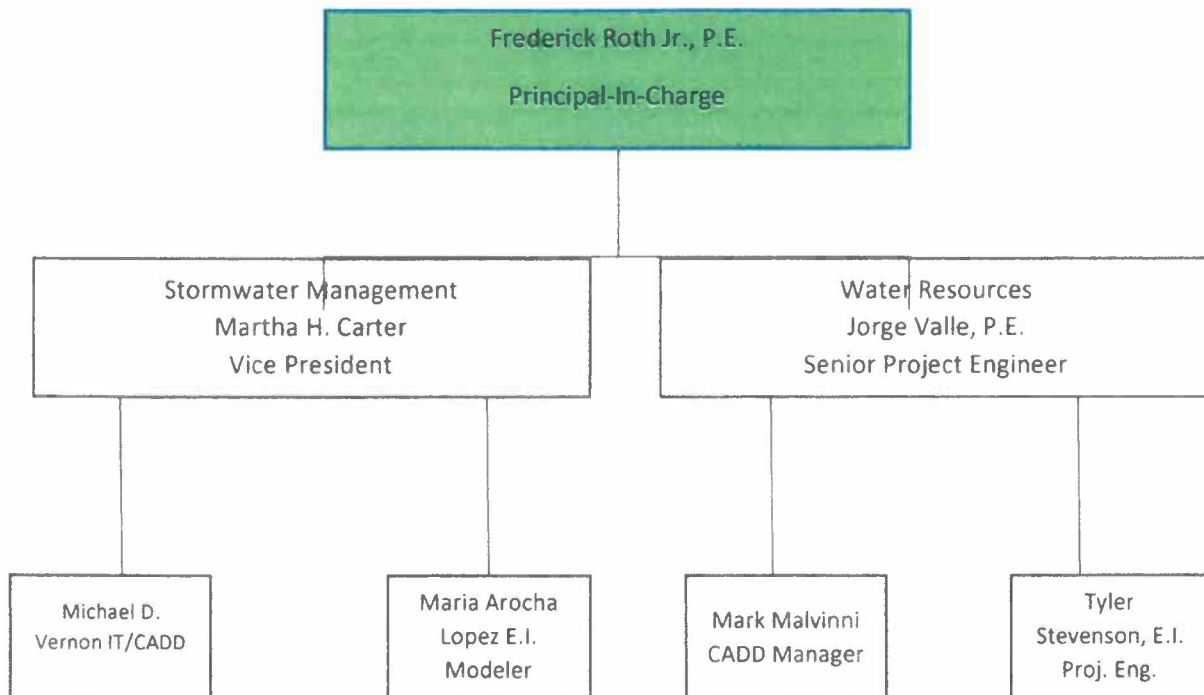 Frederick Roth Jr., P.E.
Principal-In-Charge
Stormwater Management
Martha H. Carter
Vice President
Water Resources
Jorge Valle, P.E.
Senior Project Engineer
Michael D.
Vernon IT/CADD
Maria Arocha
Lopez E.I.
Modeler
Mark Malvinni
CADD Manager
Tyler
Stevenson, E.I.
Proj. Eng.